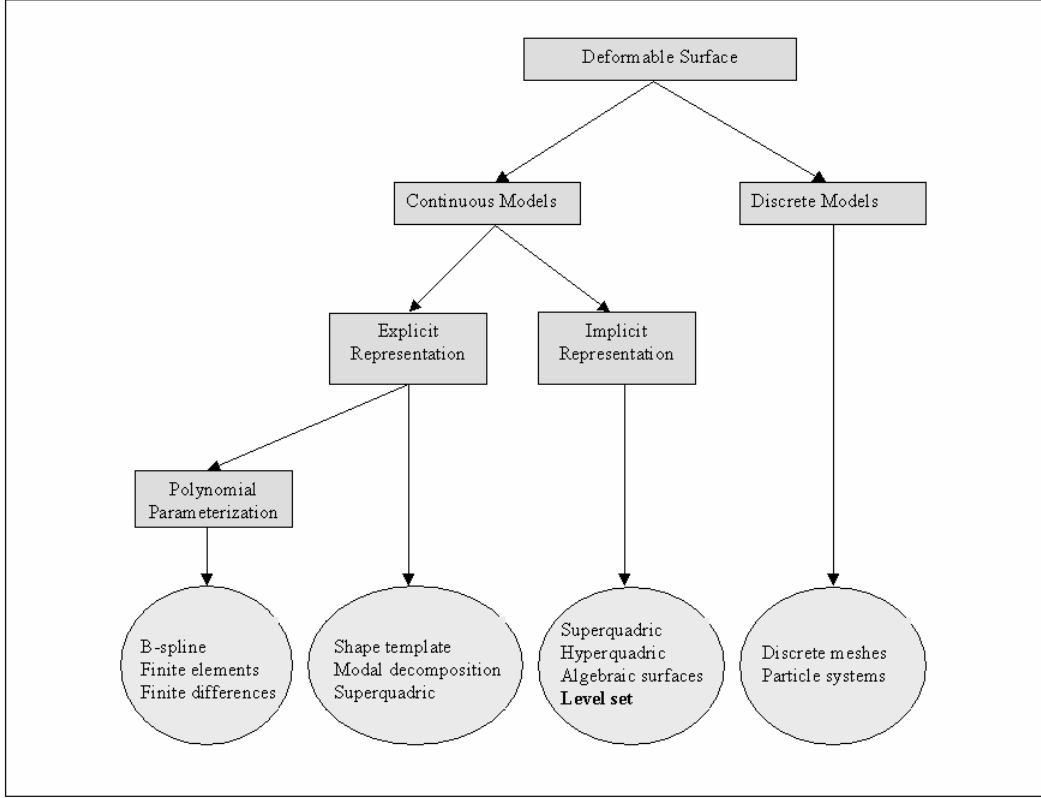 Deformable Surface
Continuous Models
Discrete Models
Explicit
Representation
Implicit
Representation
Polynomial
Parameterization
B-spline
Finite elements
Finite differences
Shape template
Modal decomposition
Superquadric
Superquadric
Hyperquadric
Algebraic surfaces
Level set
Discrete meshes
Particle systems